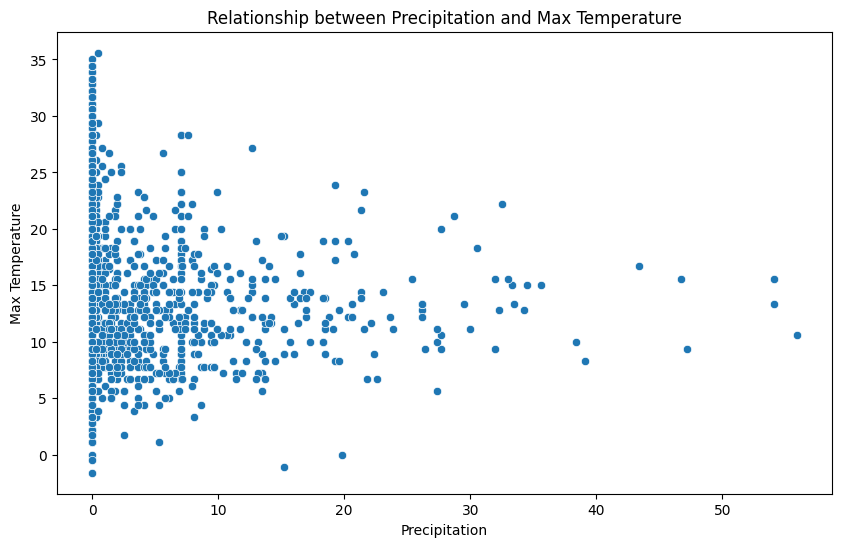 Relationship between Precipitation and Max Temperature
35
30
25
20
15
10
5
0
Max Temperature
0 10 20 30 40 50
Precipitation